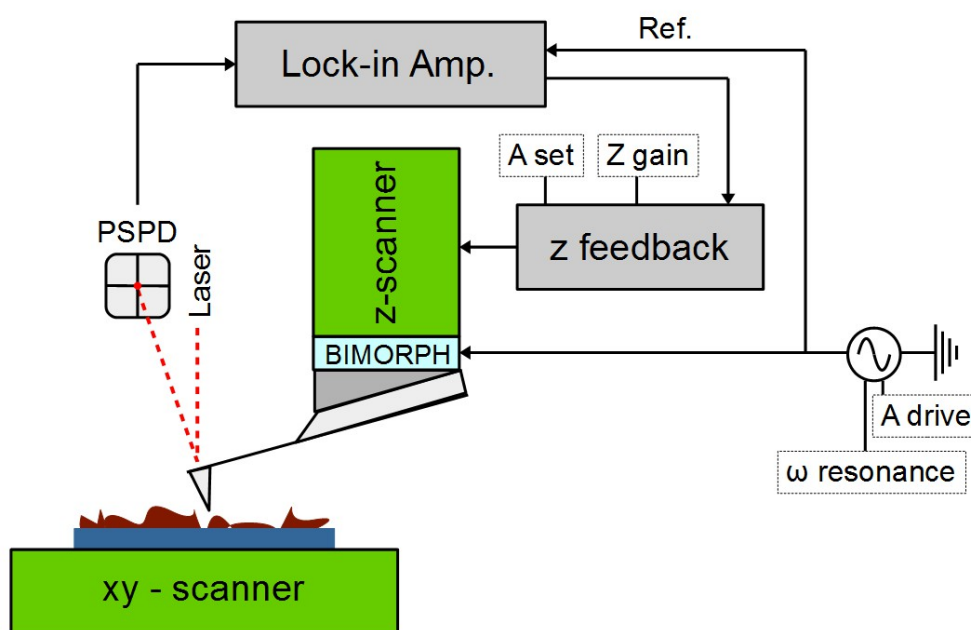 Ref.
Lock-in Amp.
A set
Z gain
PSPD
Laser
z-scanner
z feedback
BIMORPH
A drive
ω resonance
xy - scanner